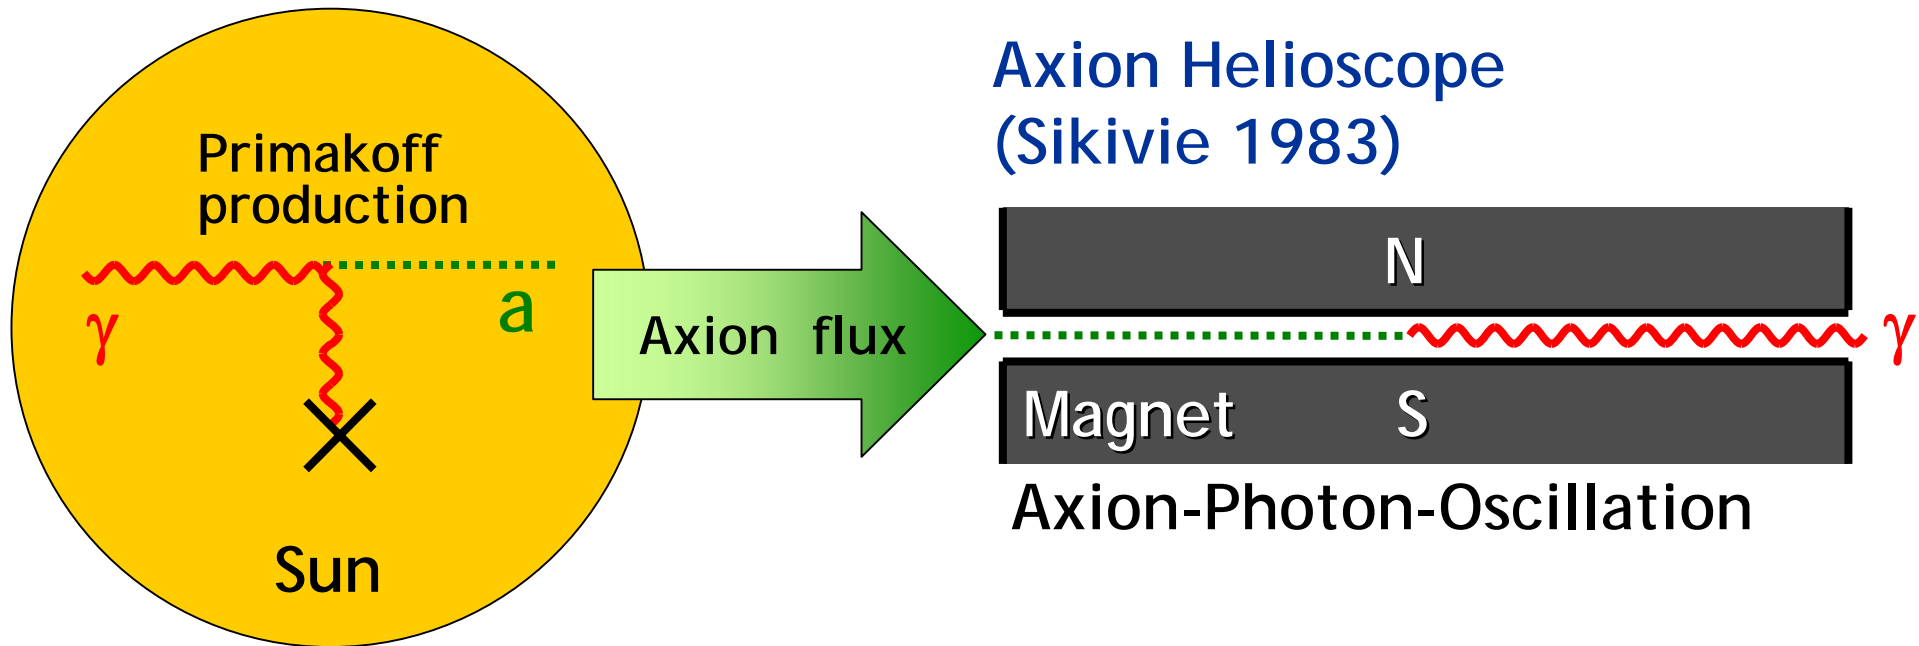 Primakoff
production
γ
a
Sun
Axion flux
Axion Helioscope
(Sikivie 1983)
N
γ
Magnet S
Axion-Photon-Oscillation